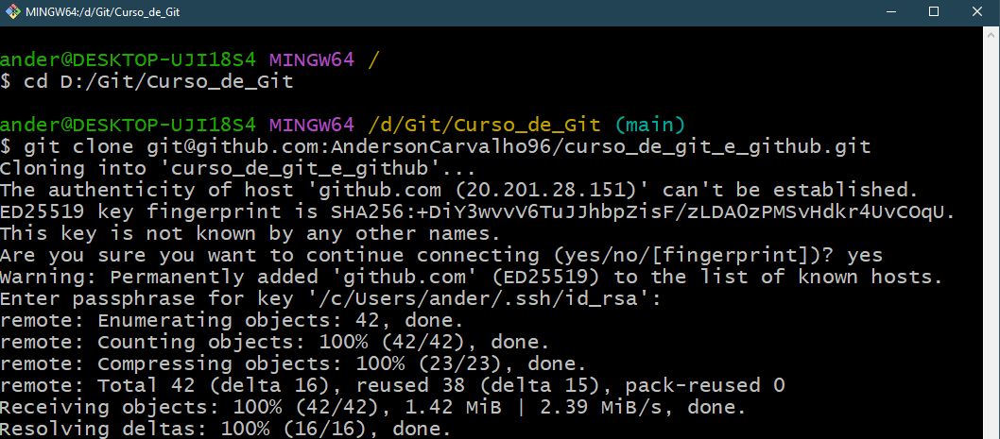 MINGW64:/d/Git/Curso_de_Git
ander@DESKTOP-UJI18S4 MINGW64 /
$ cd D:/Git/Curso_de_Git
ander@DESKTOP-UJI18S4 MINGW64 /d/Git/Curso_de_Git (main)
$ git clone git@github.com:AndersonCarvalho96/curso_de_git_e_github.git
Cloning into 'curso_de_git_e_github'...
The authenticity of host 'github.com (20.201.28.151)' can't be established.
ED25519 key fingerprint is SHA256:+DiY3wvvV6TuJJhbpZisF/zLDA0zPMSvHdkr4UvCOqU.
This key is not known by any other names.
Are you sure you want to continue connecting (yes/no/[fingerprint])? yes
Warning: Permanently added 'github.com' (ED25519) to the list of known hosts.
Enter passphrase for key '/c/Users/ander/.ssh/id_rsa':
remote: Enumerating objects: 42, done.
remote: Counting objects: 100% (42/42), done.
remote: Compressing objects: 100% (23/23), done.
remote: Total 42 (delta 16), reused 38 (delta 15), pack-reused 0
Receiving objects: 100% (42/42), 1.42 MiB | 2.39 MiB/s, done.
Resolving deltas: 100% (16/16), done.